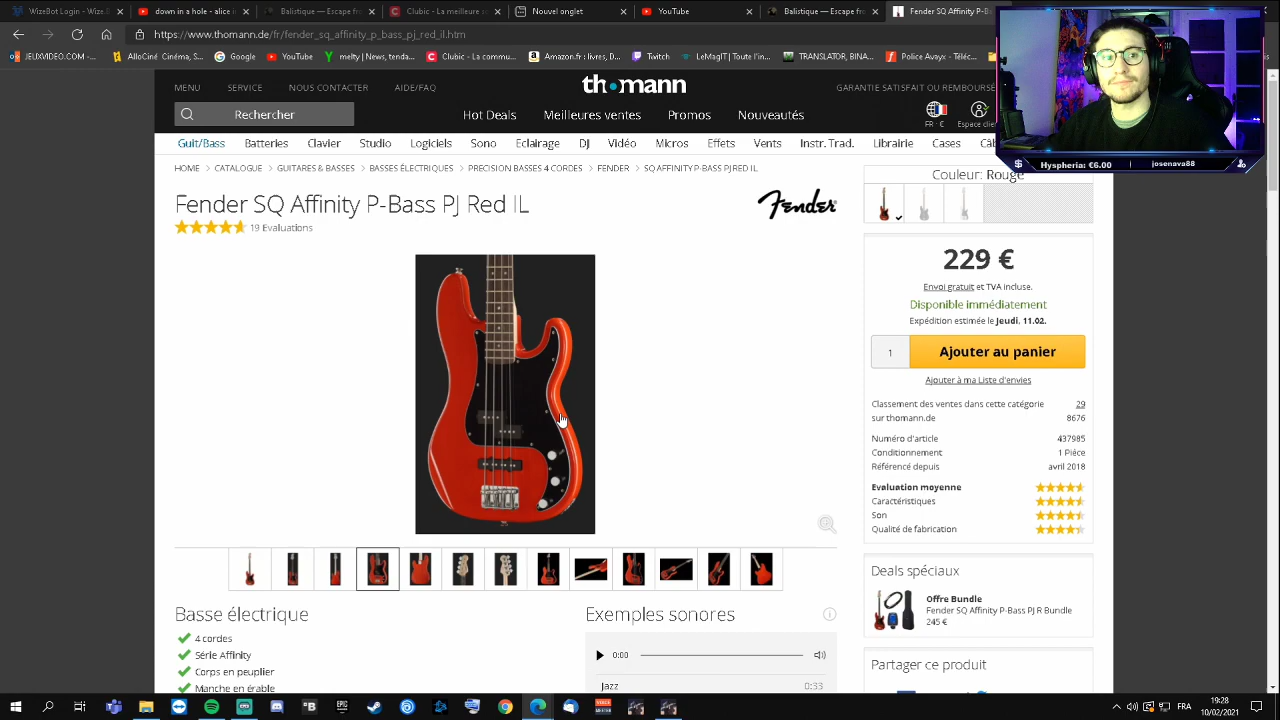 WizeBot Login - M
down in a hole - alice i
Balistique — Escape fro
Clubic - La meilleure so
Nouvel onglet
YouTube
Balistique — Escape fro
Fender SQ Affinity P-B
https://www.thomann.de/fr/fender_sq_affinity_p_bass_pj_red_il.htm
JEUXVIDEO.COM - ...
AlloCiné Cinéma, S...
Google
YouTube
melty | News, tenda...
Clubic - La commu...
Amazon.fr : livres, D...
Twitch
LeMagIT | Toute l'in...
TRANSLATOR, BINA...
Police Avayx - Téléc...
MENU
SERVICE
NOUS CONTACTER
AIDE/FAQ
th•mann
GARANTIE SATISFAIT OU REMBOURSÉ
Rechercher
Hot Deals
Meilleures ventes
Promos
Nouveautés
FR · €
Espace clie
Guit/Bass
Batteries
Clavier
Studio
Logiciels
Sono
Eclairage
DJ
Vidéo
Micros
Effets
Vents
Instr. Trad.
Librairie
Cases
Hyspheria: €6.00
|
josenava88
HOME > CATALOGUE > GUITARES & BASSES > BASSES ÉLECTRIQUES > PRECISION BASSES 4 CORDES > FENDER > SQ AFFINITY P-BASS PJ RED IL
Couleur: Rouge
Fender SQ Affinity P-Bass PJ Red IL
Fender
19 Evaluations
229 €
Envoi gratuit et TVA incluse.
Disponible immédiatement
Expédition estimée le Jeudi, 11.02.
1
Ajouter au panier
Ajouter à ma Liste d'envies
Classement des ventes dans cette catégorie 29
sur thomann.de 8676
Numéro d'article 437985
Conditionnement 1 Pièce
Référencé depuis avril 2018
Evaluation moyenne
Caractéristiques
Son
Qualité de fabrication
Deals spéciaux
Offre Bundle
Fender SQ Affinity P-Bass PJ R Bundle
245 €
Partager ce produit
Basse électrique
4 cordes
Série Affinity
Corps en peuplier
Manche en érable
Exemples sonores
0:00
Jazz 0:33
FRA
19:28
10/02/2021